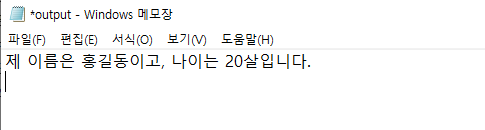 *output - Windows 메모장
파일(F) 편집(E) 서식(O) 보기(V) 도움말(H)
제 이름은 홍길동이고, 나이는 20살입니다.